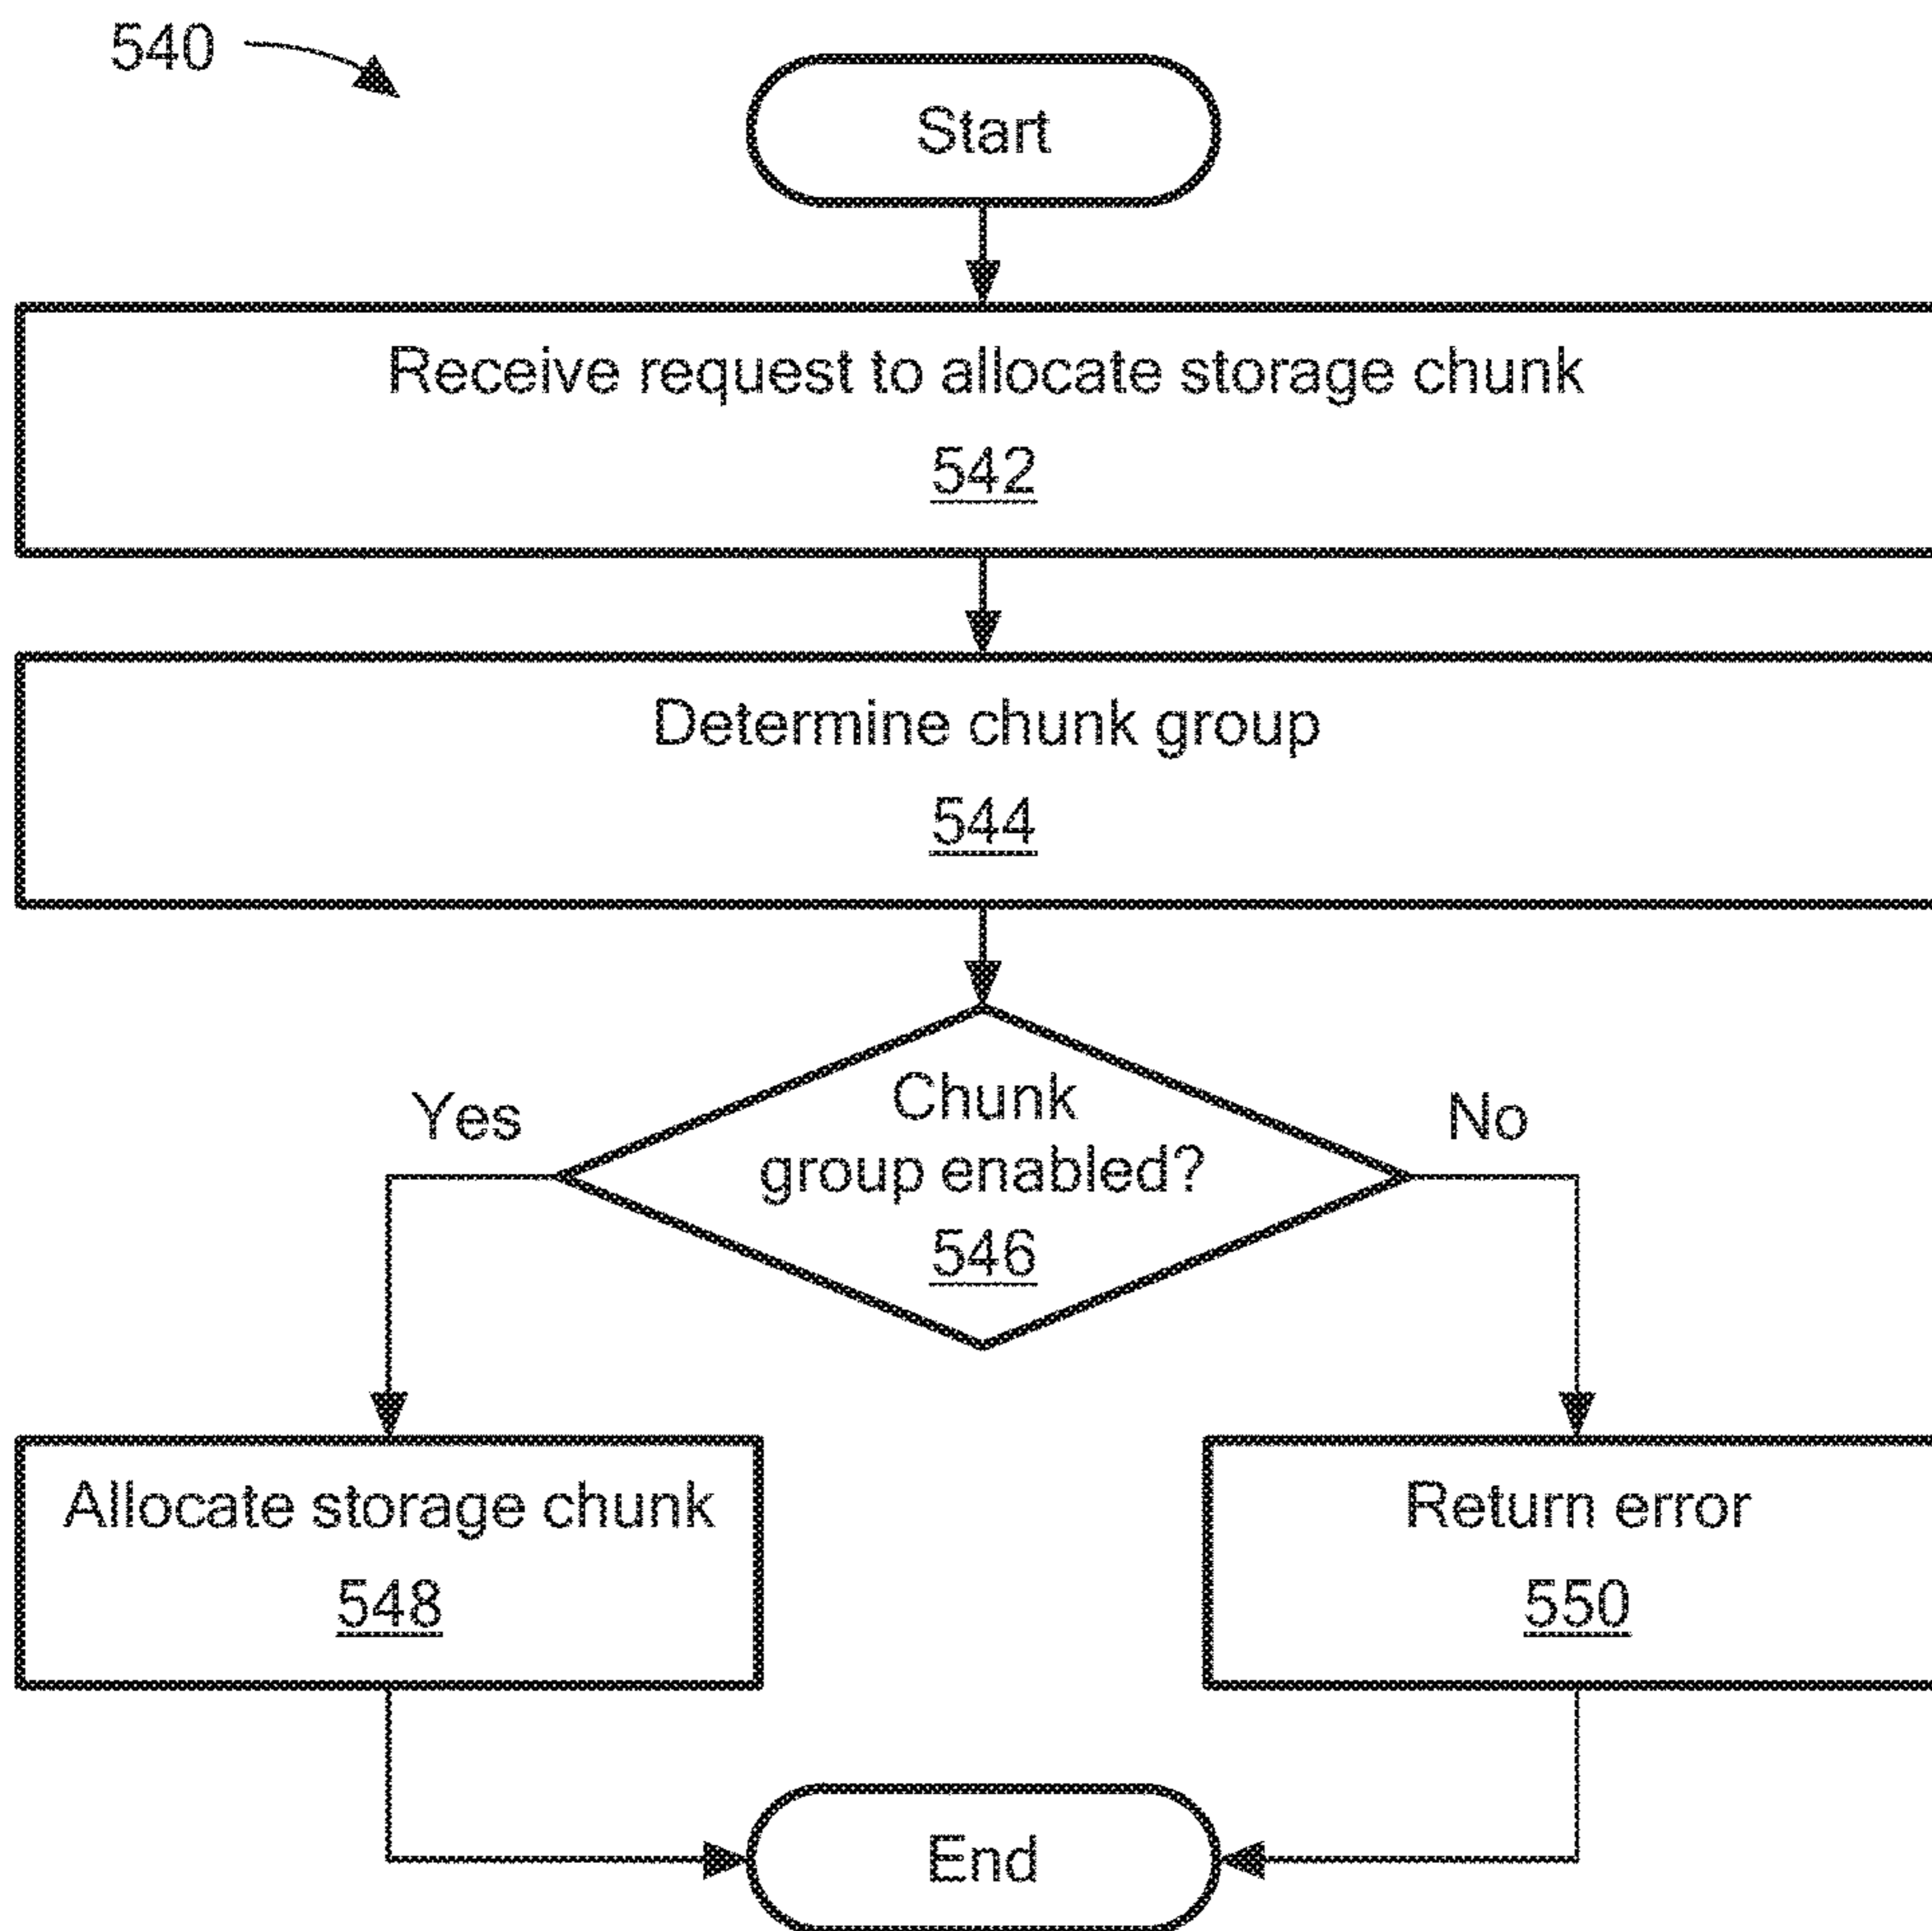 540
Start
Receive request to allocate storage chunk
542
Determine chunk group
544
Chunk
group enabled?
546
Yes
No
Allocate storage chunk
548
Return error
550
End